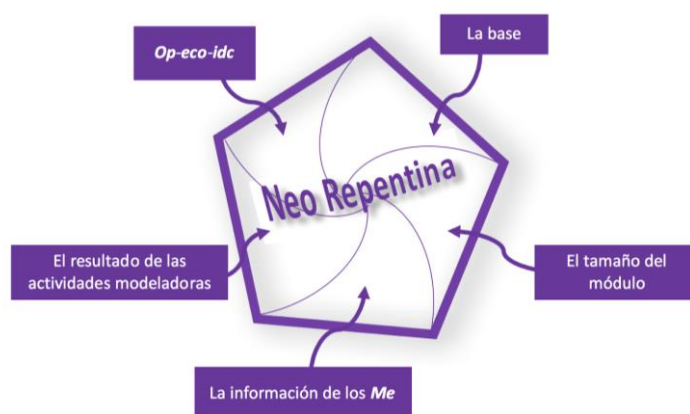 Op-eco-idc
La base
Neo Repentina
El resultado de las
actividades modeladoras
El tamaño del
módulo
La información de los Me